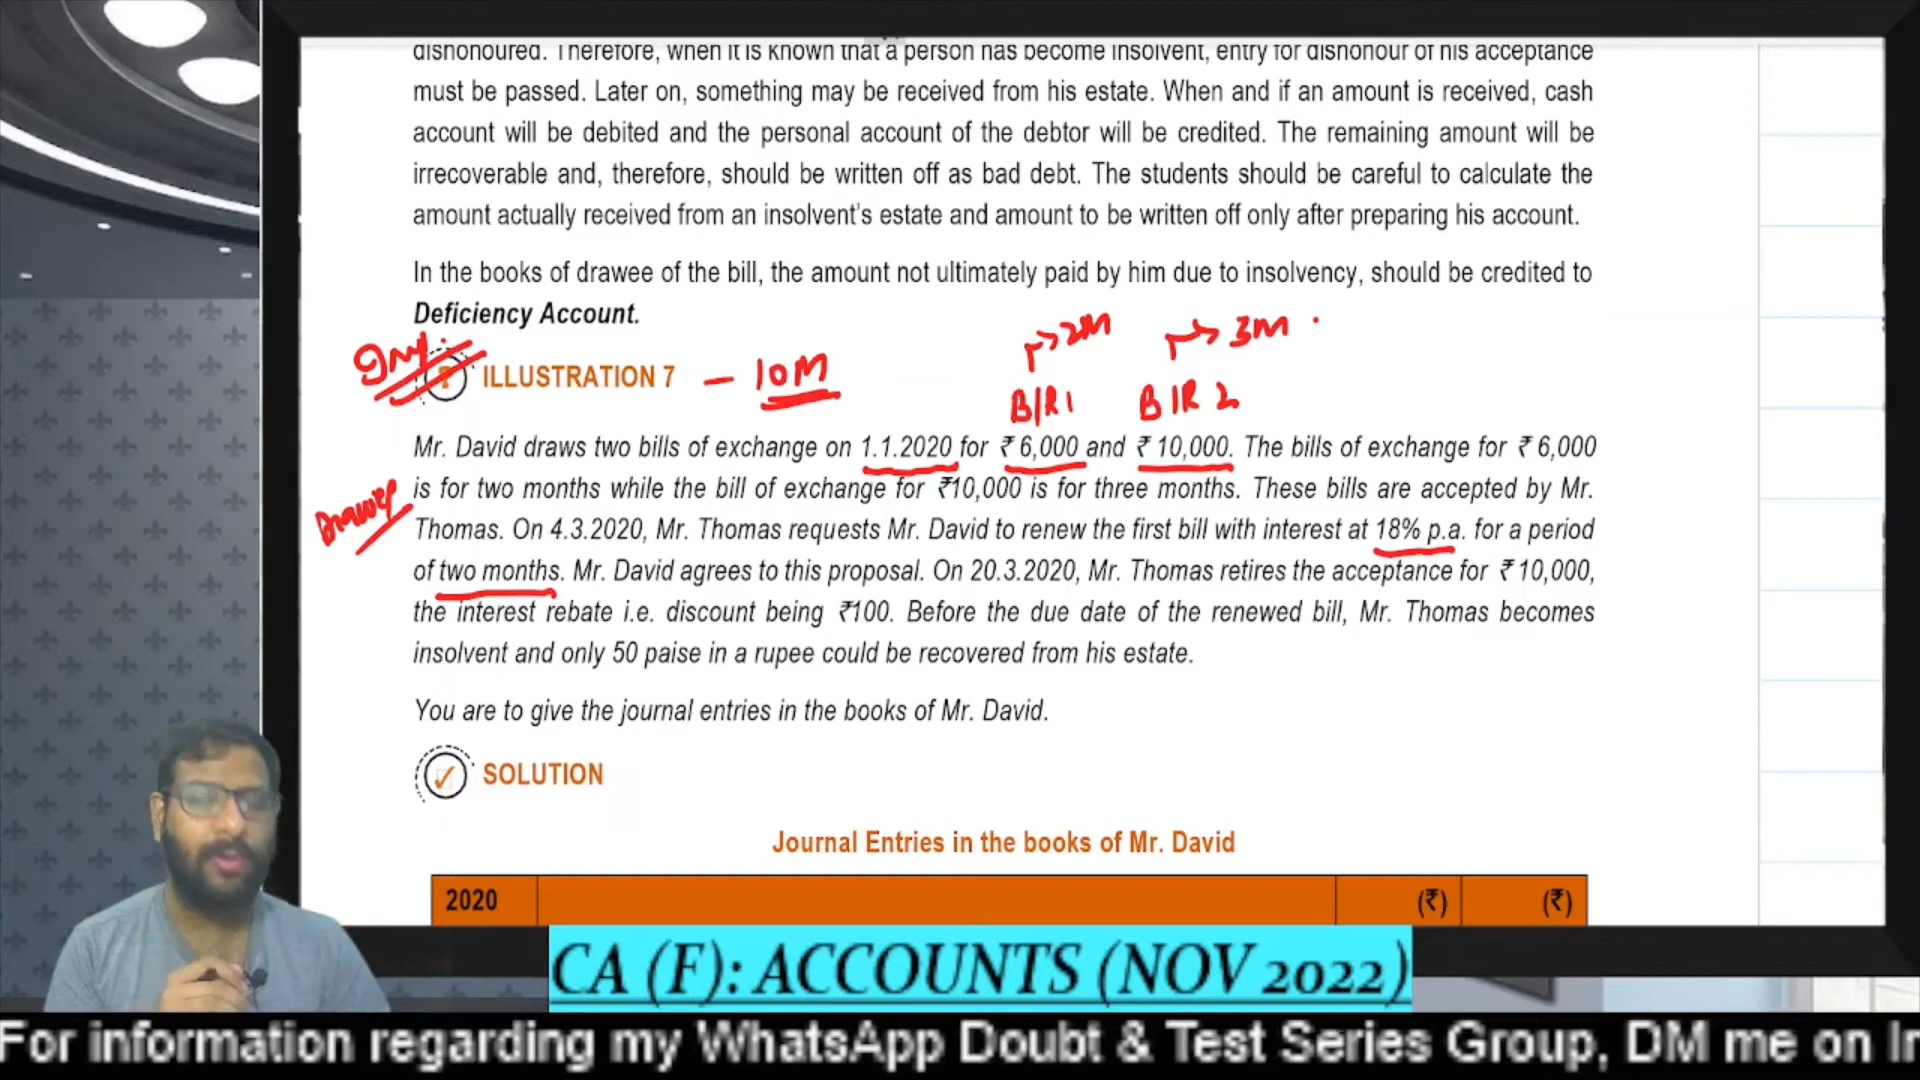 dishonoured. Therefore, when it is known that a person has become insolvent, entry for dishonour of his acceptance
must be passed. Later on, something may be received from his estate. When and if an amount is received, cash
account will be debited and the personal account of the debtor will be credited. The remaining amount will be
irrecoverable and, therefore, should be written off as bad debt. The students should be careful to calculate the
amount actually received from an insolvent's estate and amount to be written off only after preparing his account.
In the books of drawee of the bill, the amount not ultimately paid by him due to insolvency, should be credited to
Deficiency Account.
→ 2M → 3M
Imp. ? ILLUSTRATION 7 – 10M
B/R 1 B/R 2
Mr. David draws two bills of exchange on 1.1.2020 for ₹ 6,000 and ₹ 10,000. The bills of exchange for ₹ 6,000
is for two months while the bill of exchange for ₹10,000 is for three months. These bills are accepted by Mr.
Thomas. On 4.3.2020, Mr. Thomas requests Mr. David to renew the first bill with interest at 18% p.a. for a period
of two months. Mr. David agrees to this proposal. On 20.3.2020, Mr. Thomas retires the acceptance for ₹ 10,000,
the interest rebate i.e. discount being ₹100. Before the due date of the renewed bill, Mr. Thomas becomes
insolvent and only 50 paise in a rupee could be recovered from his estate.
You are to give the journal entries in the books of Mr. David.
SOLUTION
Journal Entries in the books of Mr. David
2020 (₹) (₹)
CA (F): ACCOUNTS (NOV 2022)
For information regarding my WhatsApp Doubt & Test Series Group, DM me on In